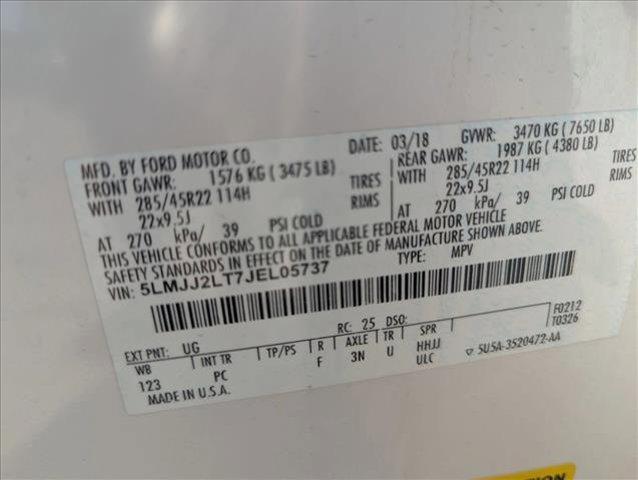 MFD. BY FORD MOTOR CO.
DATE: 03/18 GVWR: 3470 KG ( 7650 LB)
FRONT GAWR: 1576 KG ( 3475 LB)
REAR GAWR: 1987 KG ( 4380 LB)
WITH 285/45R22 114H TIRES
WITH 285/45R22 114H TIRES
22x9.5J RIMS
22x9.5J RIMS
AT 270 kPa/ 39 PSI COLD
AT 270 kPa/ 39 PSI COLD
THIS VEHICLE CONFORMS TO ALL APPLICABLE FEDERAL MOTOR VEHICLE
SAFETY STANDARDS IN EFFECT ON THE DATE OF MANUFACTURE SHOWN ABOVE.
VIN: 5LMJJ2LT7JEL05737
TYPE: MPV
F0212
T0326
EXT PNT: UG RC: 25 DSO:
WB INT TR TP/PS R AXLE TR SPR
123 PC F 3N U HHJJ
ULC
5U5A-3520472-AA
MADE IN U.S.A.